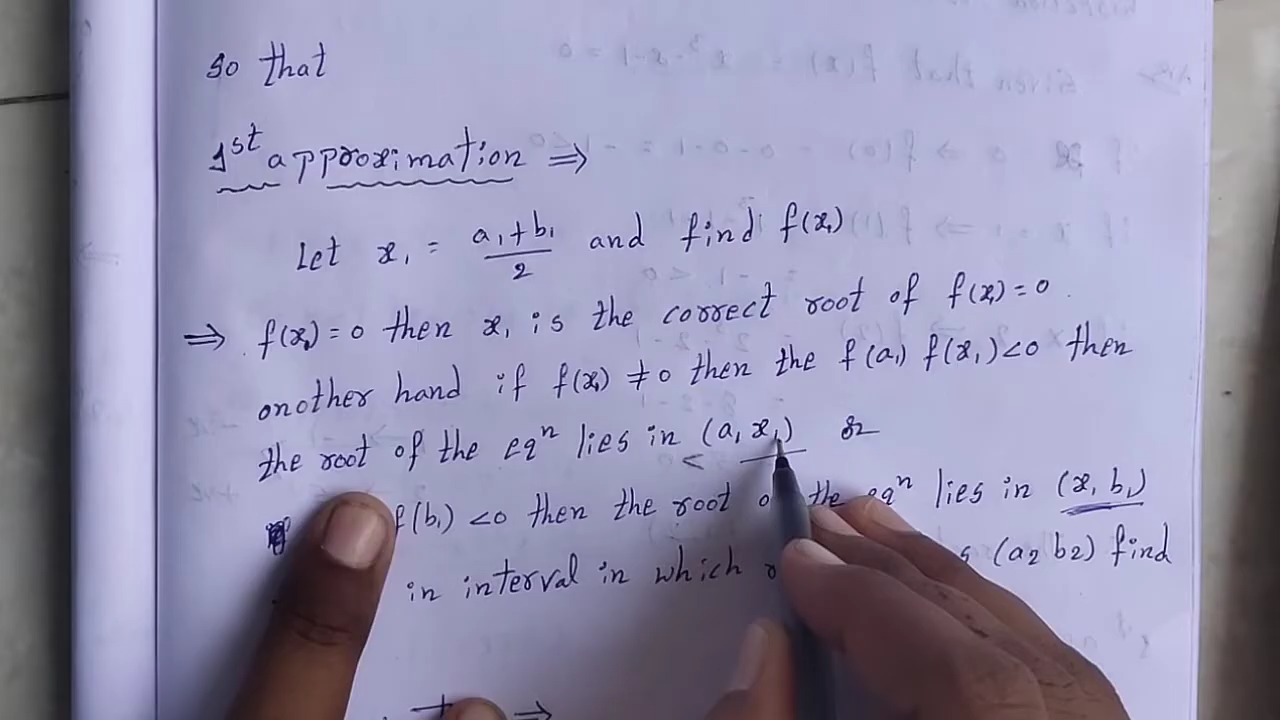 so that
1st approximation ⇒
Let x₁ = a₁+b₁/2 and find f(x₁)
⇒ f(x₁)=0 then x₁ is the correct root of f(x₁)=0.
onother hand if f(x₁) ≠0 then the f(a₁) f(x₁)<0 then
the root of the eqⁿ lies in (a₁ x₁) or
f(b₁) <0 then the root the eqⁿ lies in (x₁ b₁)
in interval in which (a2 b2) find